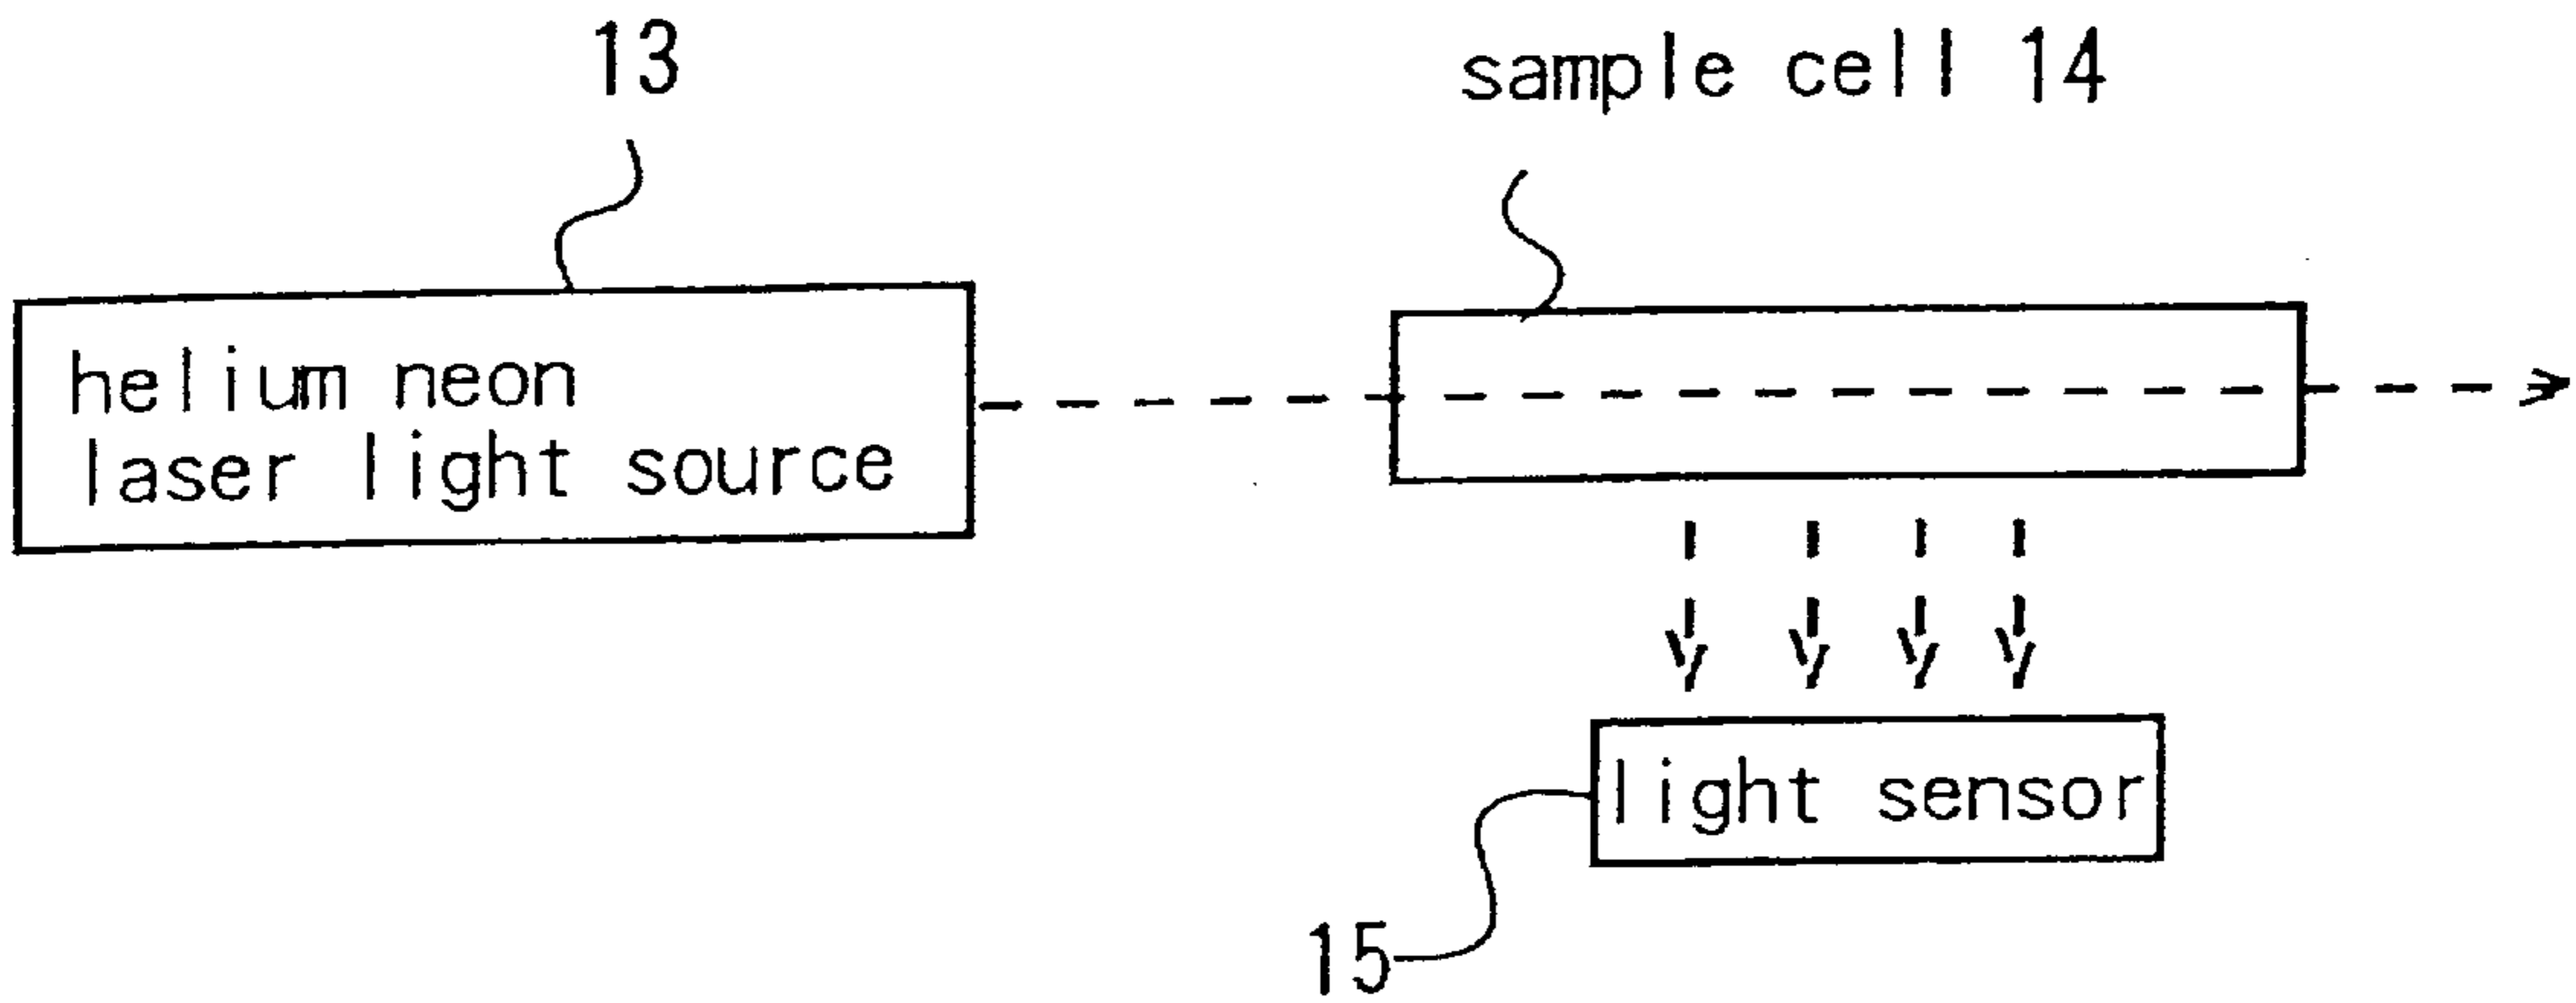 13
sample cell 14
helium neon
laser light source
light sensor
15